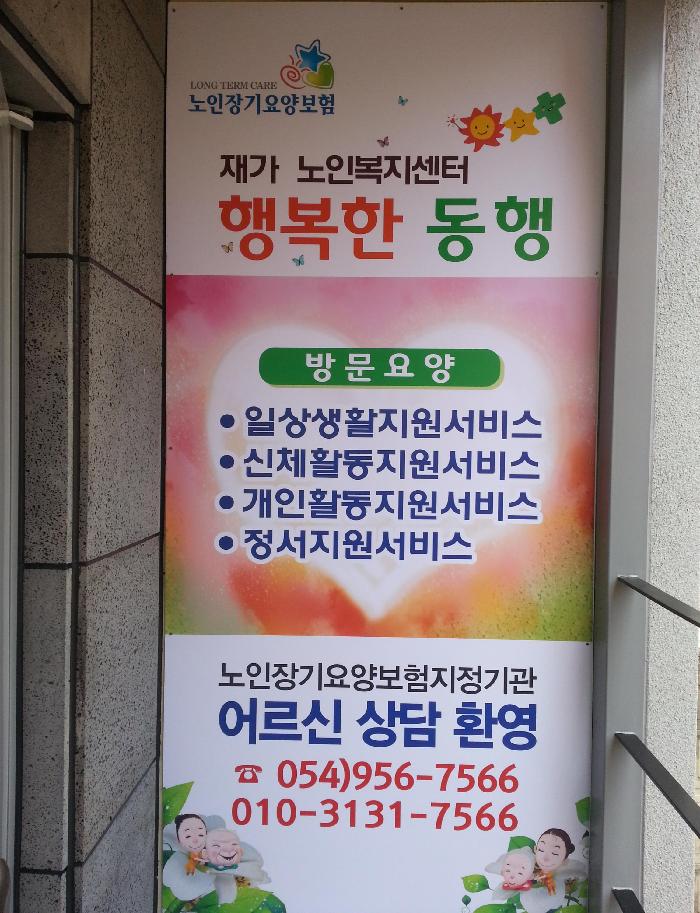 LONG TERM CARE
노인장기요양보험
재가 노인복지센터
행복한 동행
방문요양
• 일상생활지원서비스
• 신체활동지원서비스
• 개인활동지원서비스
• 정서지원서비스
노인장기요양보험지정기관
어르신 상담 환영
☎ 054)956-7566
010-3131-7566